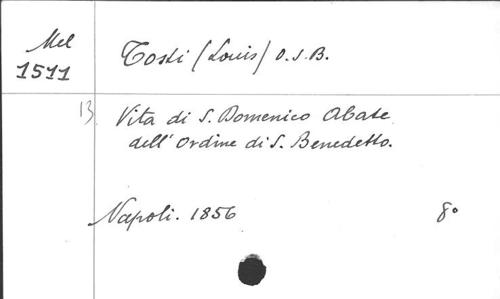 Mel
1511
Tosti (Louis) O.S.B.
13
Vita di S. Domenico Abate
dell'Ordine di S. Benedetto.
Napoli. 1856 8°